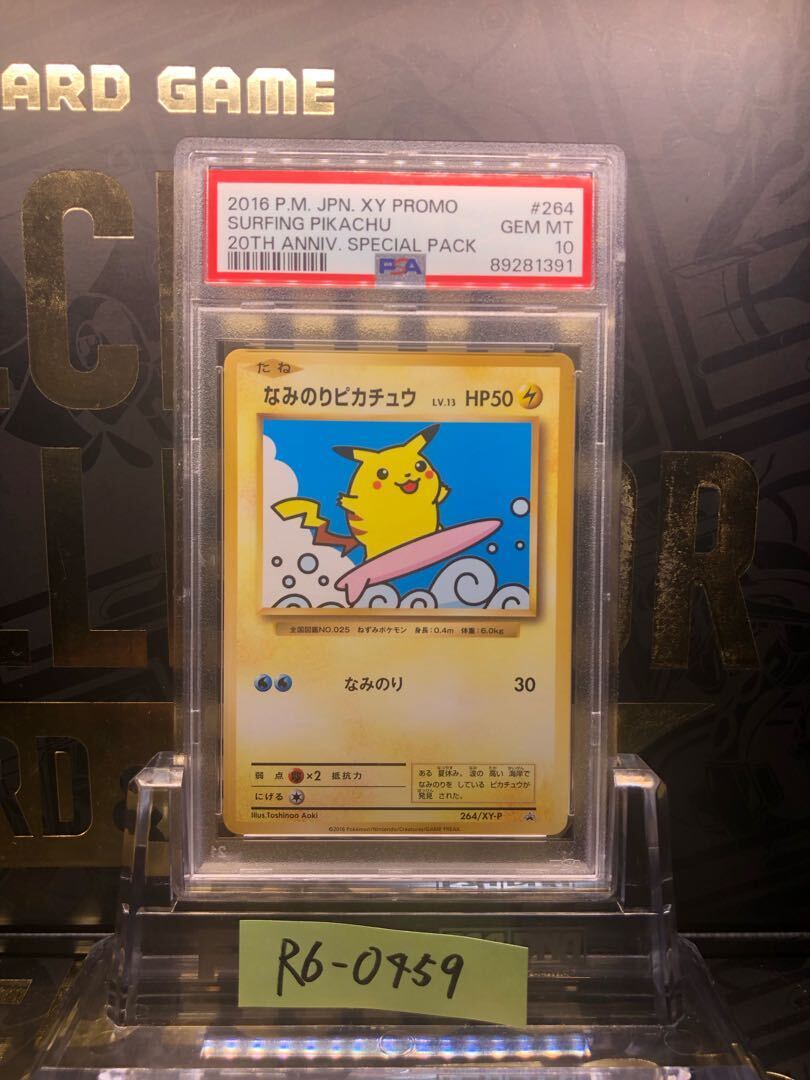 ARD GAME
2016 P.M. JPN. XY PROMO #264
SURFING PIKACHU GEM MT
20TH ANNIV. SPECIAL PACK 10
PSA 89281391
たね
なみのりピカチュウ LV.13 HP50
全国図鑑NO.025 ねずみポケモン 身長:0.4m 体重:6.0kg
なみのり 30
弱点 ×2 抵抗力
にげる
ある 夏休み。波の 高い 海岸で
なみのりを している ピカチュウが
発見 された。
Illus.Toshinao Aoki 264/XY-P
©2016 Pokémon/Nintendo/Creatures/GAME FREAK.
R6-0459